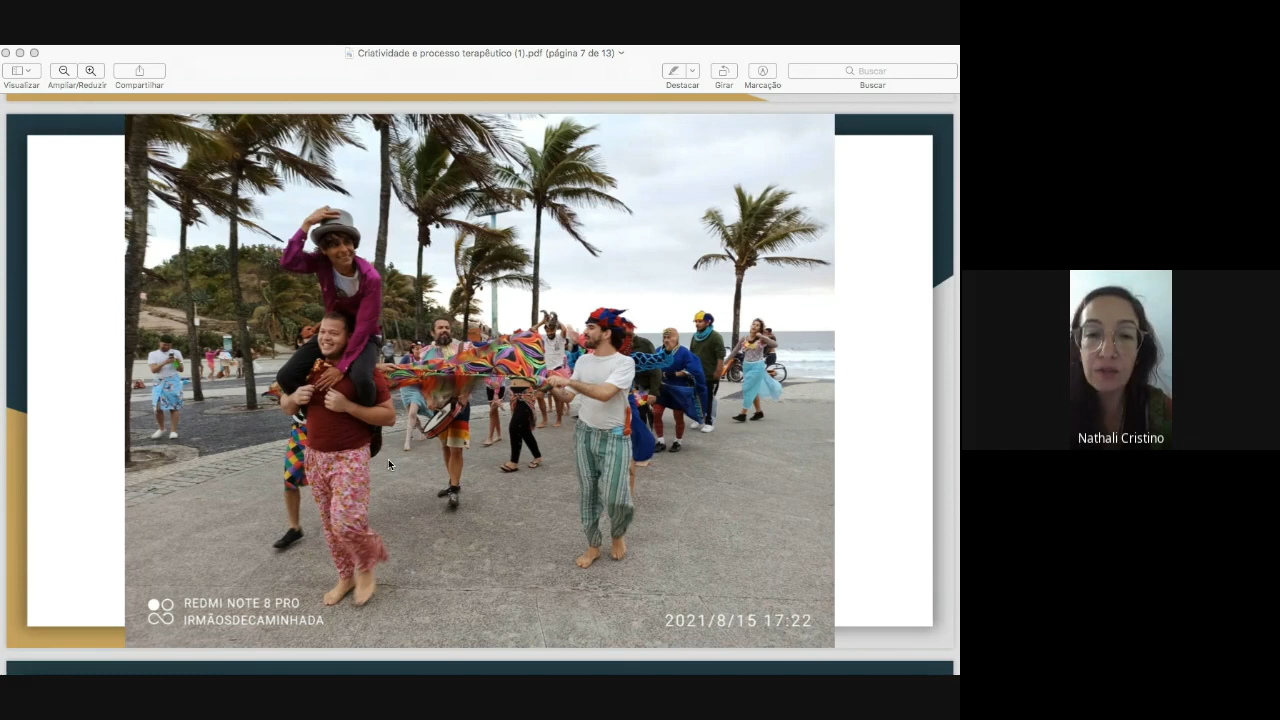 Criatividade e processo terapêutico (1).pdf (página 7 de 13)
Visualizar
Ampliar/Reduzir
Compartilhar
Destacar
Girar
Marcação
Buscar
Buscar
REDMI NOTE 8 PRO
IRMÃOSDECAMINHADA
2021/8/15 17:22
Nathali Cristino